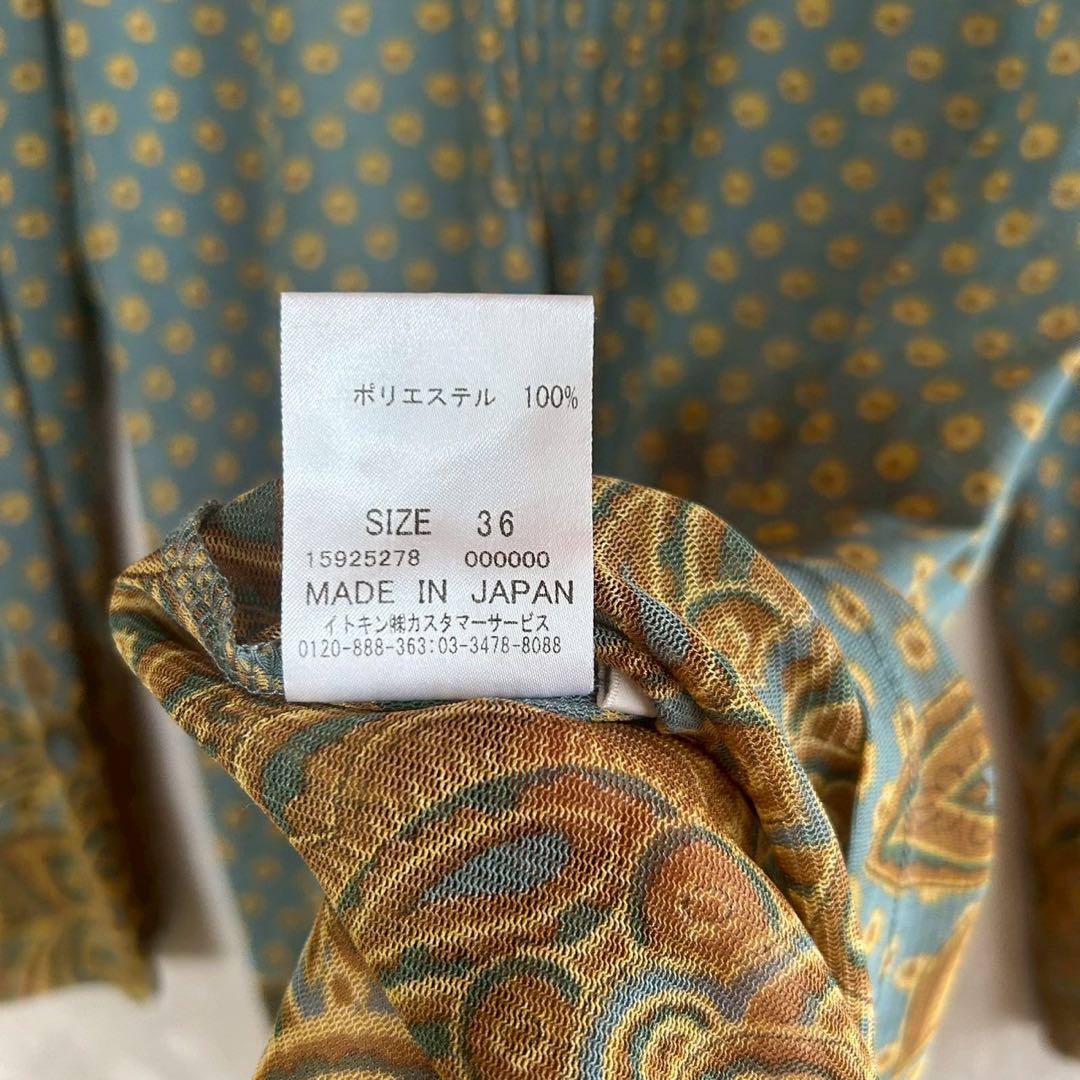 ポリエステル 100%
SIZE 36
15925278 000000
MADE IN JAPAN
イトキン㈱カスタマーサービス
0120-888-363:03-3478-8088